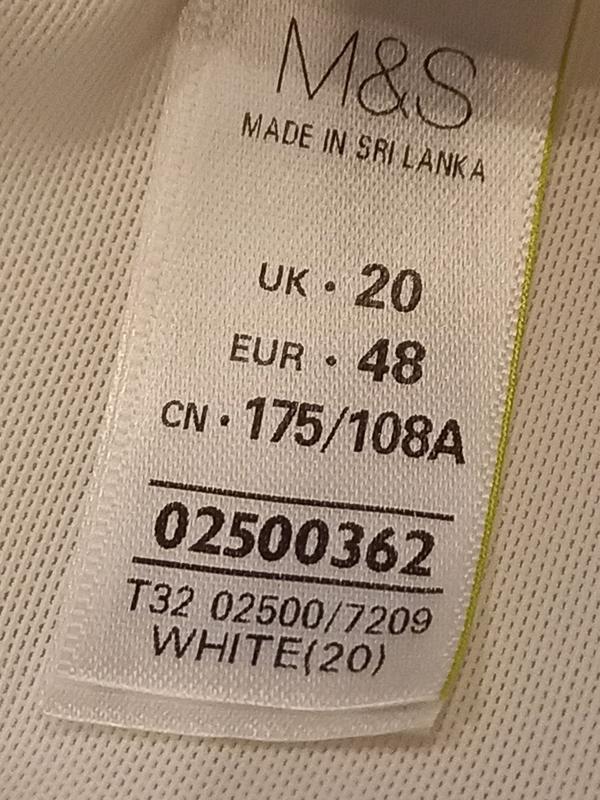 M&S
MADE IN SRI LANKA
UK · 20
EUR · 48
CN · 175/108A
02500362
T32 02500/7209
WHITE(20)